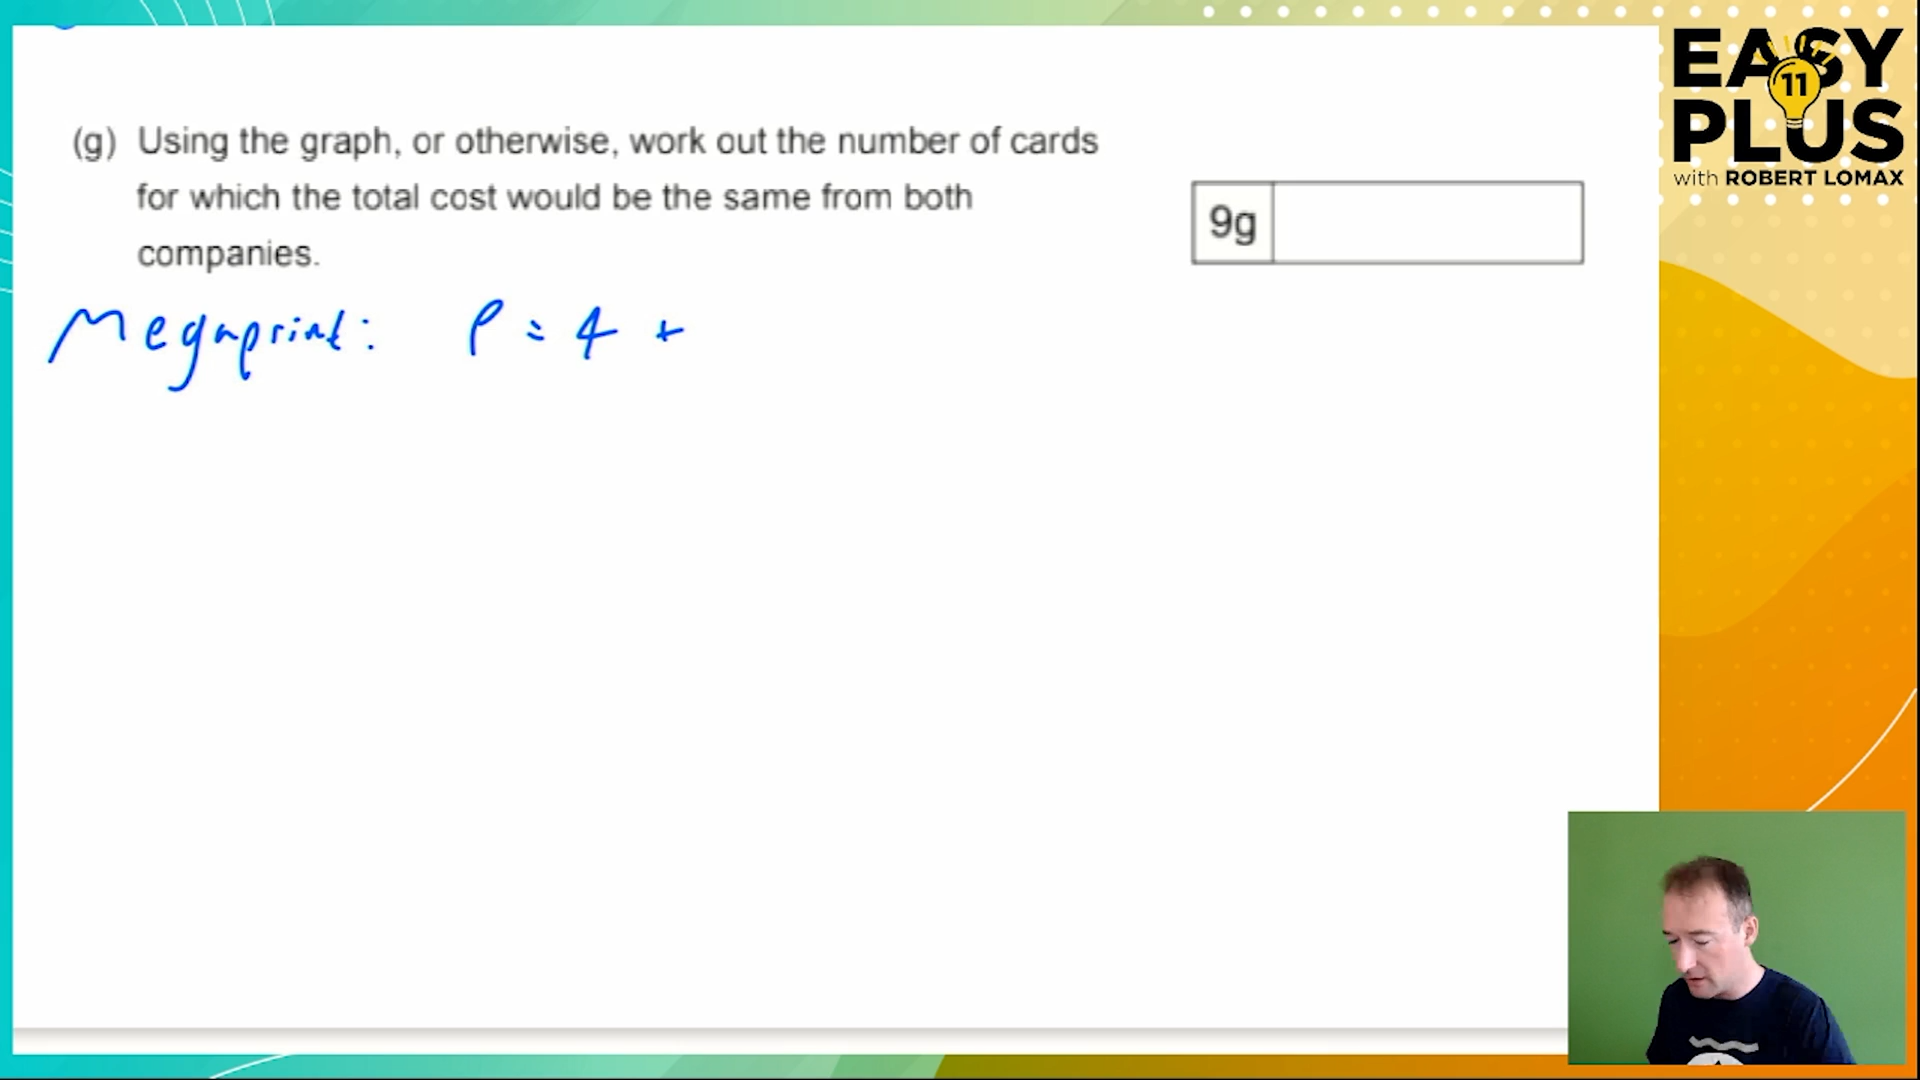 EASY
11
PLUS
with ROBERT LOMAX
(g) Using the graph, or otherwise, work out the number of cards
for which the total cost would be the same from both
companies.
9g
Megaprint: P = 4 +